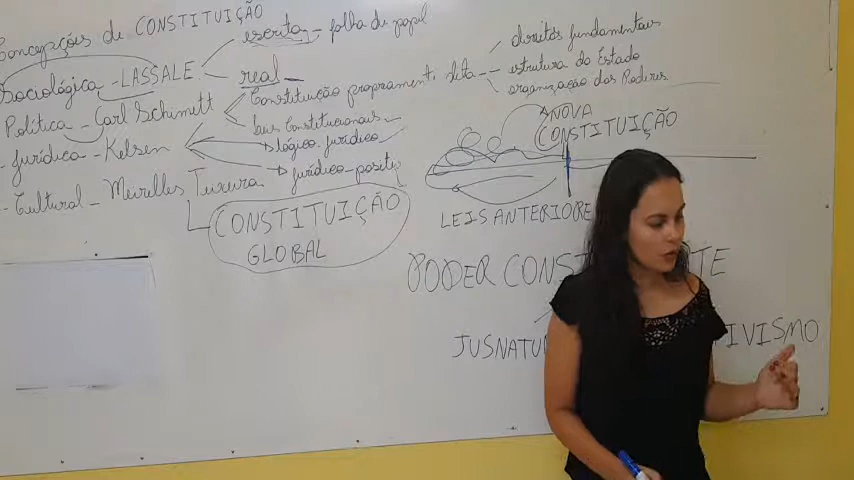 Concepções de CONSTITUIÇÃO
Sociológica - LASSALE
escrita - folha de papel
real
Política - Carl Schimett
Constituição propriamente dita
direitos fundamentais
estrutura do Estado
organização dos Poderes
Leis Constitucionais
- Jurídica - Kelsen
lógico-jurídico
jurídico-positivo
- Cultural - Meirelles Teixeira
CONSTITUIÇÃO
GLOBAL
NOVA
CONSTITUIÇÃO
LEIS ANTERIORES
PODER CONST TE
JUSNATU IVISMO